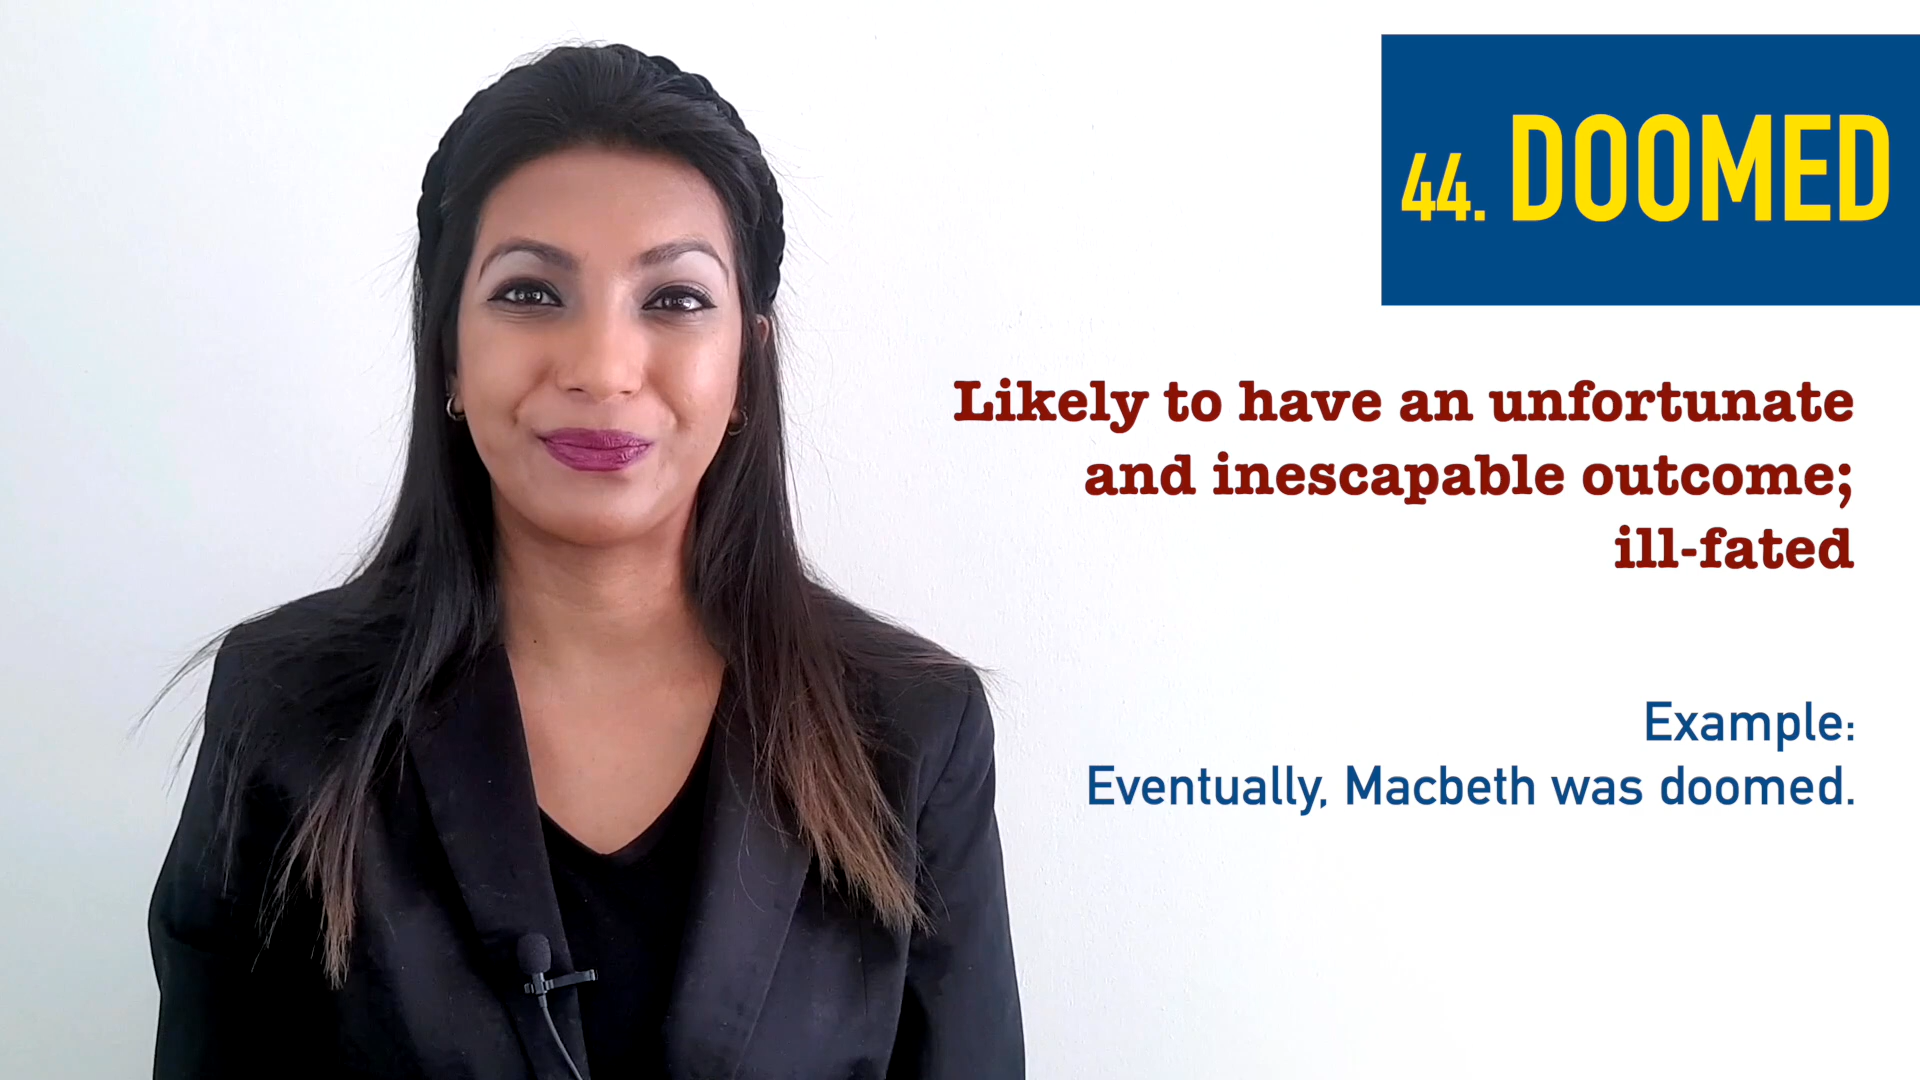 44. DOOMED
Likely to have an unfortunate
and inescapable outcome;
ill-fated
Example:
Eventually, Macbeth was doomed.